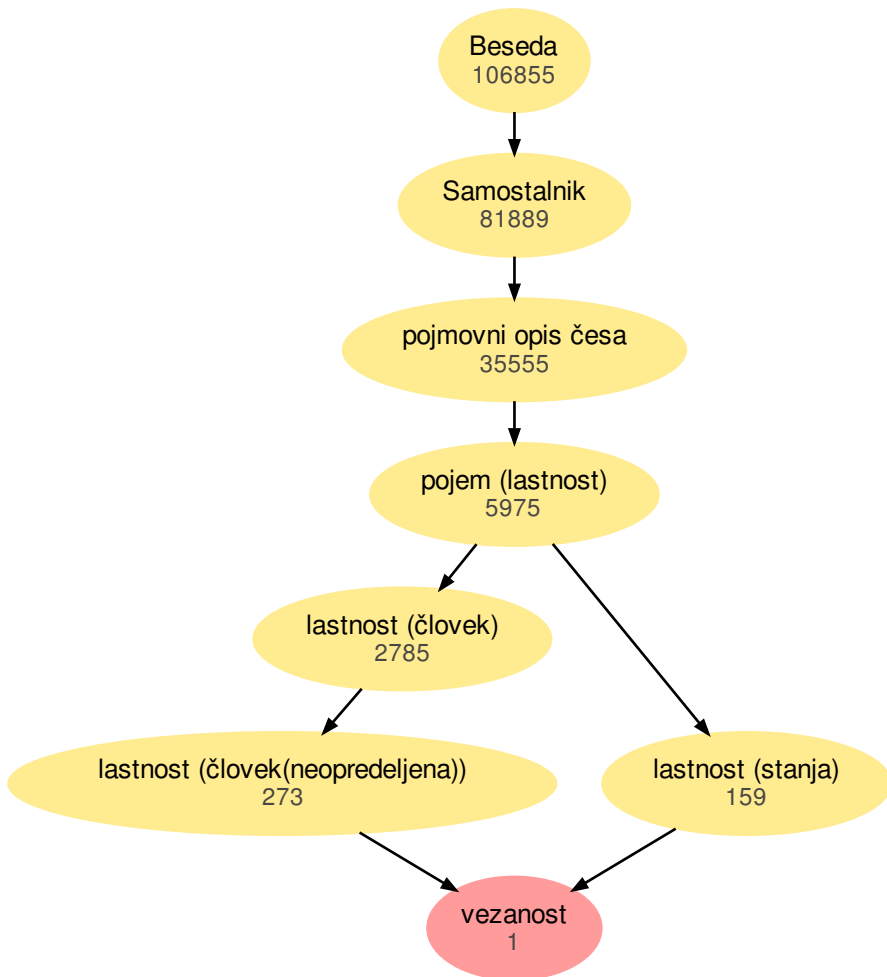 Beseda
106855
Samostalnik
81889
pojmovni opis česa
35555
pojem (lastnost)
5975
lastnost (človek)
2785
lastnost (človek(neopredeljena))
273
lastnost (stanja)
159
vezanost
1